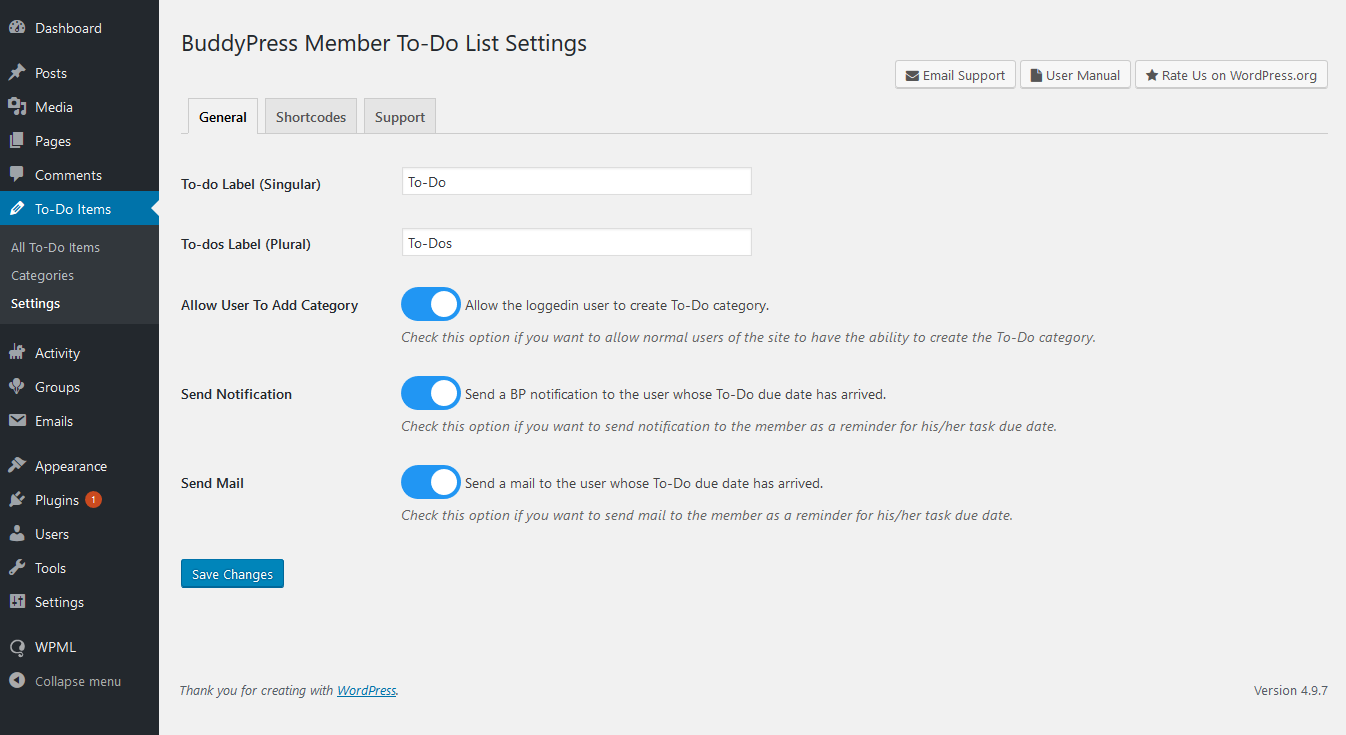 Dashboard
Posts
Media
Pages
Comments
To-Do Items
All To-Do Items
Categories
Settings
Activity
Groups
Emails
Appearance
Plugins 1
Users
Tools
Settings
WPML
Collapse menu
BuddyPress Member To-Do List Settings
Email Support User Manual Rate Us on WordPress.org
General Shortcodes Support
To-do Label (Singular) To-Do
To-dos Label (Plural) To-Dos
Allow User To Add Category Allow the loggedin user to create To-Do category.
Check this option if you want to allow normal users of the site to have the ability to create the To-Do category.
Send Notification Send a BP notification to the user whose To-Do due date has arrived.
Check this option if you want to send notification to the member as a reminder for his/her task due date.
Send Mail Send a mail to the user whose To-Do due date has arrived.
Check this option if you want to send mail to the member as a reminder for his/her task due date.
Save Changes
Thank you for creating with WordPress. Version 4.9.7